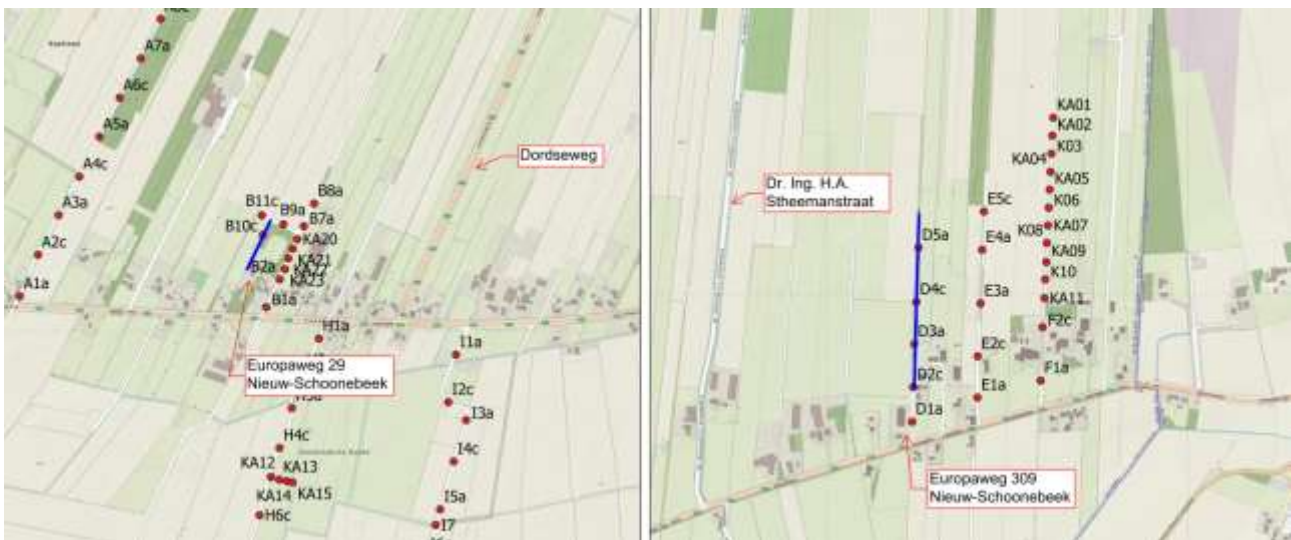 A7a
A6c
A5a
A4c
A3a
A2c
A1a
Dordseweg
B8a
B11c
B9a
B7a
B10c
KA20
KA21
B2a
KA22
KA23
B1a
H1a
I1a
Europaweg 29
Nieuw-Schoonebeek
I2c
I3a
H4c
I4c
KA12
KA13
KA14
KA15
H6c
I5a
I7
KA01
KA02
K03
KA04
KA05
Dr. Ing. H.A.
Stheemanstraat
K06
E5c
KA07
K08
D5a
E4a
KA09
K10
D4c
E3a
KA11
F2c
D3a
E2c
D2c
F1a
E1a
D1a
Europaweg 309
Nieuw-Schoonebeek